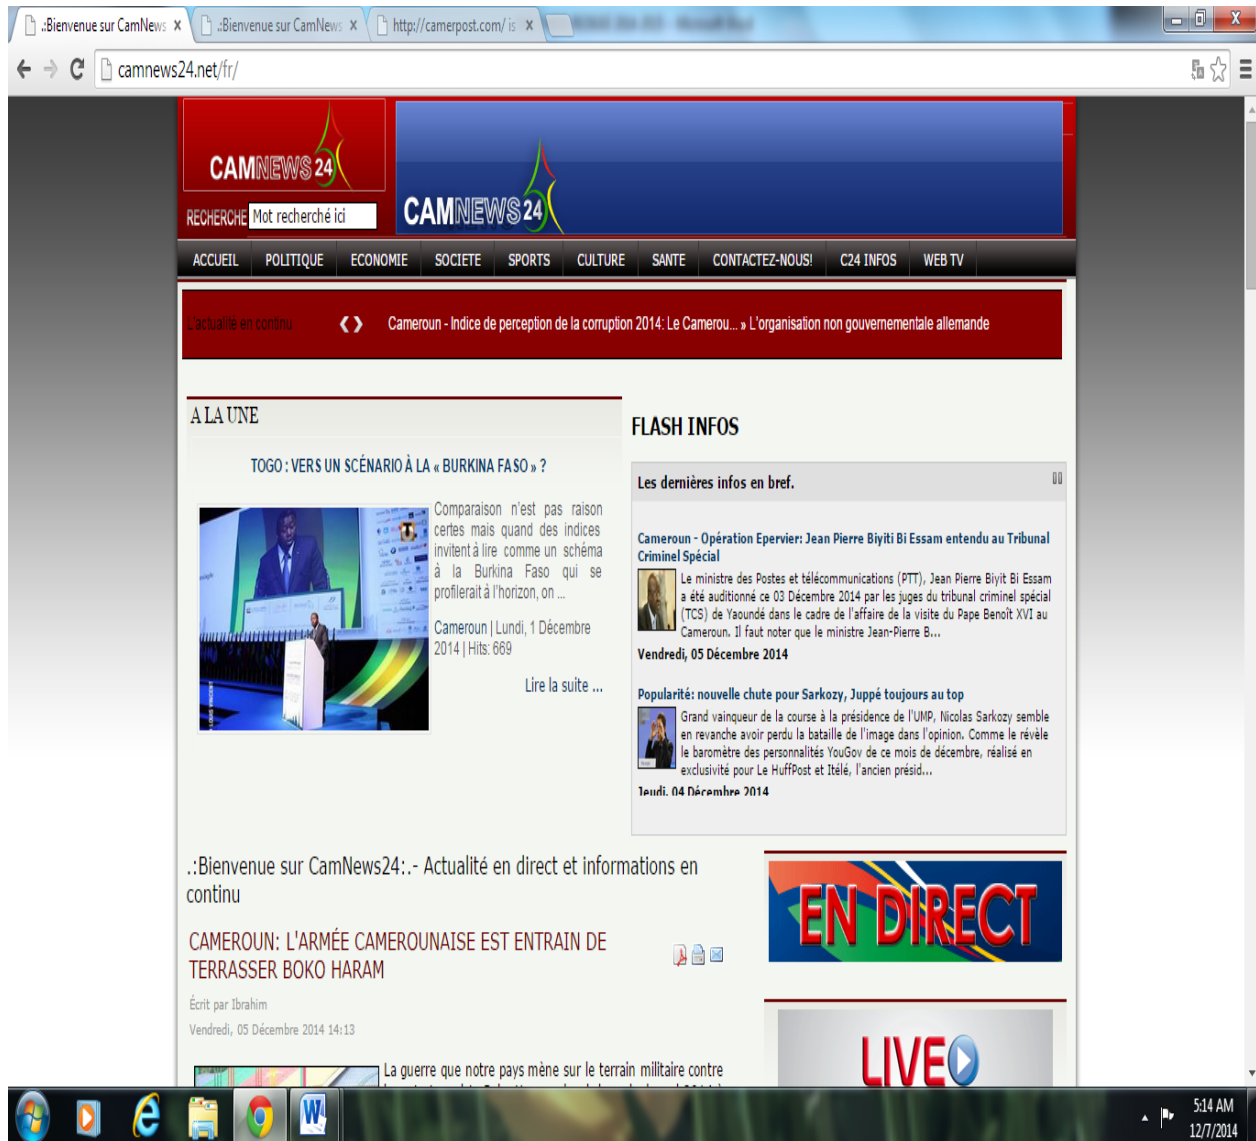 .:Bienvenue sur CamNews
.:Bienvenue sur CamNews
http://camerpost.com/ is
camnews24.net/fr/
CAMNEWS 24
RECHERCHE Mot recherché ici
CAMNEWS 24
ACCUEIL POLITIQUE ECONOMIE SOCIETE SPORTS CULTURE SANTE CONTACTEZ-NOUS! C24 INFOS WEB TV
L'actualité en continu
Cameroun - Indice de perception de la corruption 2014: Le Camerou... » L'organisation non gouvernementale allemande
A LA UNE
TOGO : VERS UN SCÉNARIO À LA « BURKINA FASO » ?
Comparaison n'est pas raison
certes mais quand des indices
invitent à lire comme un schéma
à la Burkina Faso qui se
profilerait à l'horizon, on ...
Cameroun | Lundi, 1 Décembre
2014 | Hits: 669
Lire la suite ...
FLASH INFOS
Les dernières infos en bref.
Cameroun - Opération Epervier: Jean Pierre Biyiti Bi Essam entendu au Tribunal
Criminel Spécial
Le ministre des Postes et télécommunications (PTT), Jean Pierre Biyit Bi Essam
a été auditionné ce 03 Décembre 2014 par les juges du tribunal criminel spécial
(TCS) de Yaoundé dans le cadre de l'affaire de la visite du Pape Benoît XVI au
Cameroun. Il faut noter que le ministre Jean-Pierre B...
Vendredi, 05 Décembre 2014
Popularité: nouvelle chute pour Sarkozy, Juppé toujours au top
Grand vainqueur de la course à la présidence de l'UMP, Nicolas Sarkozy semble
en revanche avoir perdu la bataille de l'image dans l'opinion. Comme le révèle
le baromètre des personnalités YouGov de ce mois de décembre, réalisé en
exclusivité pour Le HuffPost et Itélé, l'ancien présid...
Jeudi, 04 Décembre 2014
.:Bienvenue sur CamNews24:.- Actualité en direct et informations en
continu
CAMEROUN: L'ARMÉE CAMEROUNAISE EST ENTRAIN DE
TERRASSER BOKO HARAM
Écrit par Ibrahim
Vendredi, 05 Décembre 2014 14:13
La guerre que notre pays mène sur le terrain militaire contre
EN DIRECT
LIVE
5:14 AM
12/7/2014